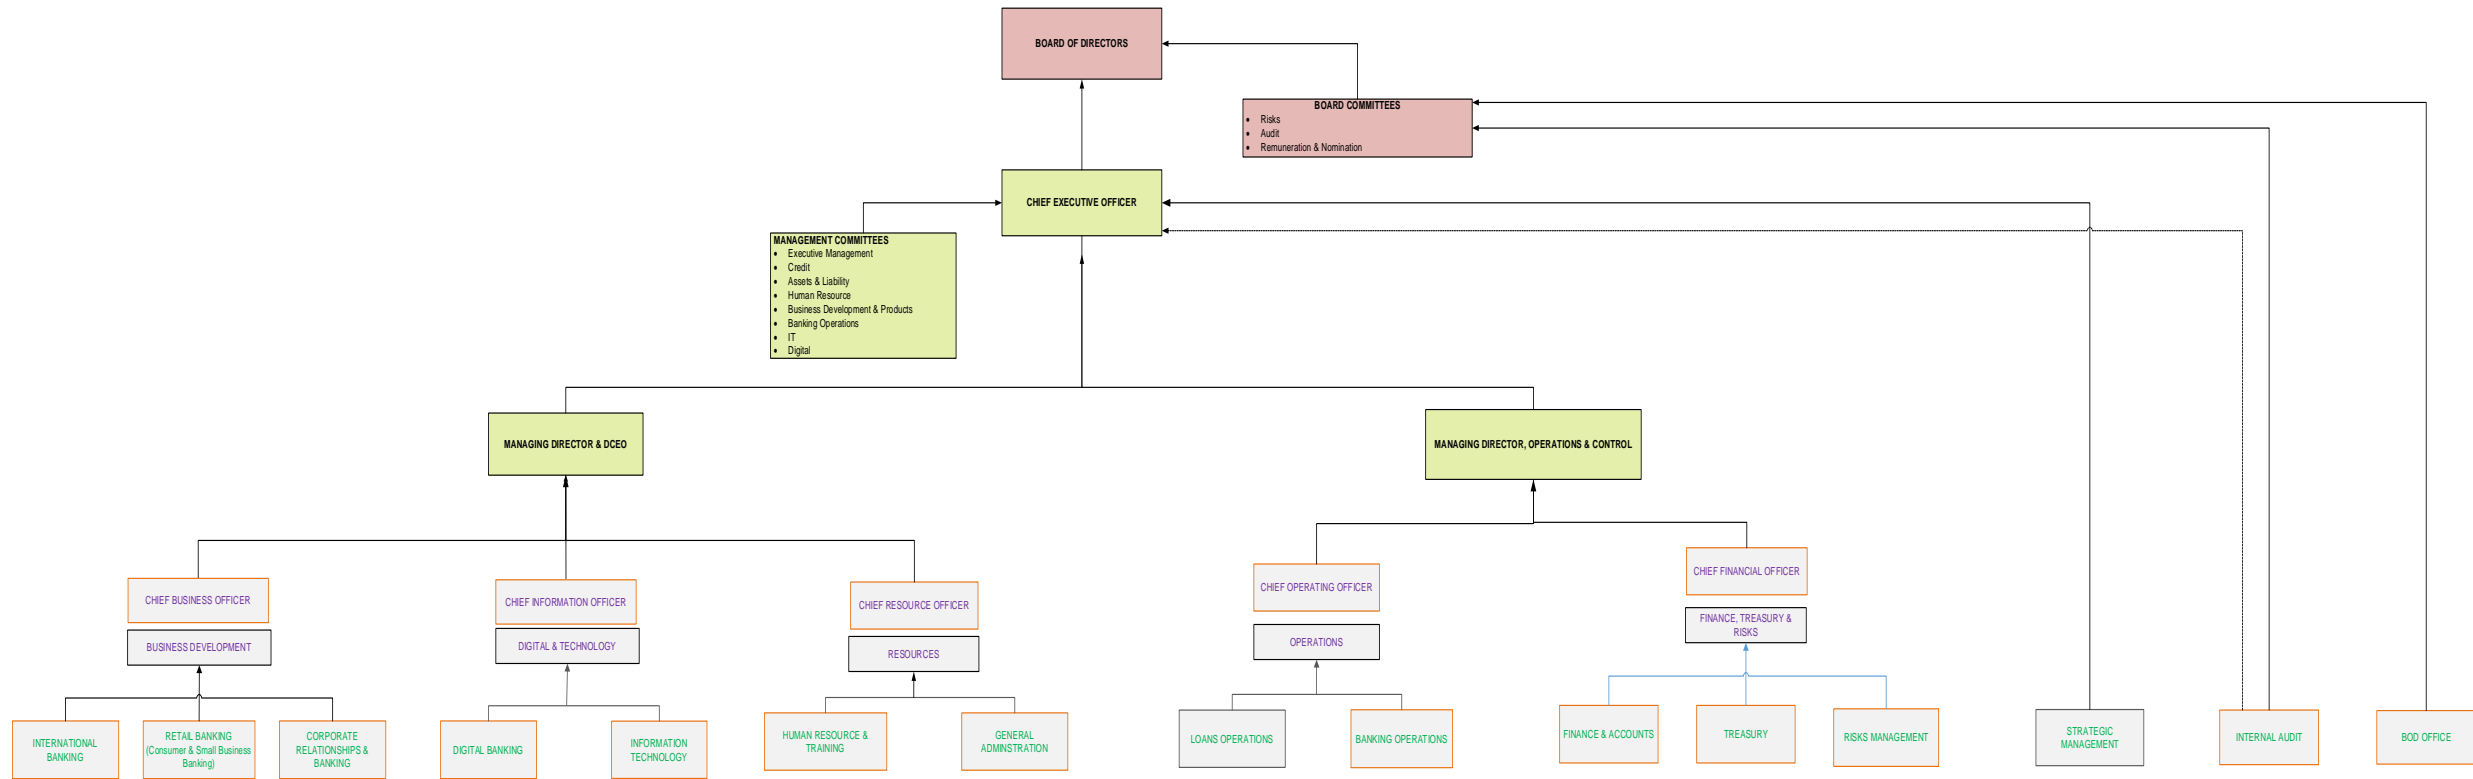 BOARD OF DIRECTORS
BOARD COMMITTEES
• Risks
• Audit
• Remuneration & Nomination
CHIEF EXECUTIVE OFFICER
MANAGEMENT COMMITTEES
• Executive Management
• Credit
• Assets & Liability
• Human Resource
• Business Development & Products
• Banking Operations
• IT
• Digital
MANAGING DIRECTOR & DCEO
MANAGING DIRECTOR, OPERATIONS & CONTROL
CHIEF BUSINESS OFFICER
BUSINESS DEVELOPMENT
CHIEF INFORMATION OFFICER
DIGITAL & TECHNOLOGY
CHIEF RESOURCE OFFICER
RESOURCES
CHIEF OPERATING OFFICER
OPERATIONS
CHIEF FINANCIAL OFFICER
FINANCE, TREASURY &
RISKS
INTERNATIONAL
BANKING
RETAIL BANKING
(Consumer & Small Business
Banking)
CORPORATE
RELATIONSHIPS &
BANKING
DIGITAL BANKING
INFORMATION
TECHNOLOGY
HUMAN RESOURCE &
TRAINING
GENERAL
ADMINSTRATION
LOANS OPERATIONS
BANKING OPERATIONS
FINANCE & ACCOUNTS
TREASURY
RISKS MANAGEMENT
STRATEGIC
MANAGEMENT
INTERNAL AUDIT
BOD OFFICE